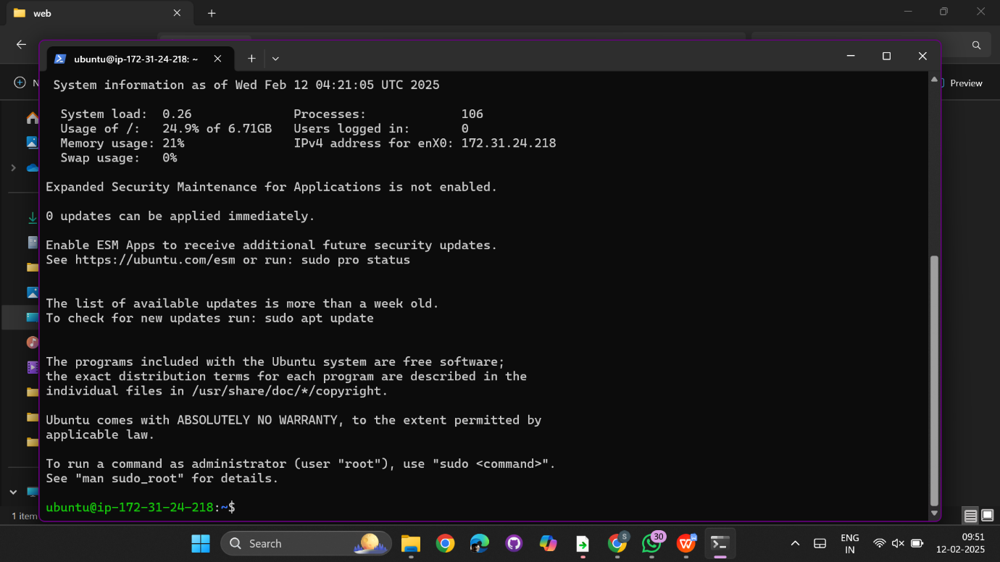 web
ubuntu@ip-172-31-24-218: ~
N
Preview
System information as of Wed Feb 12 04:21:05 UTC 2025
System load: 0.26 Processes: 106
Usage of /: 24.9% of 6.71GB Users logged in: 0
Memory usage: 21% IPv4 address for enX0: 172.31.24.218
Swap usage: 0%
Expanded Security Maintenance for Applications is not enabled.
0 updates can be applied immediately.
Enable ESM Apps to receive additional future security updates.
See https://ubuntu.com/esm or run: sudo pro status
The list of available updates is more than a week old.
To check for new updates run: sudo apt update
The programs included with the Ubuntu system are free software;
the exact distribution terms for each program are described in the
individual files in /usr/share/doc/*/copyright.
Ubuntu comes with ABSOLUTELY NO WARRANTY, to the extent permitted by
applicable law.
To run a command as administrator (user "root"), use "sudo <command>".
See "man sudo_root" for details.
ubuntu@ip-172-31-24-218:~$
1 item
Search
S
30
W
ENG
IN
09:51
12-02-2025